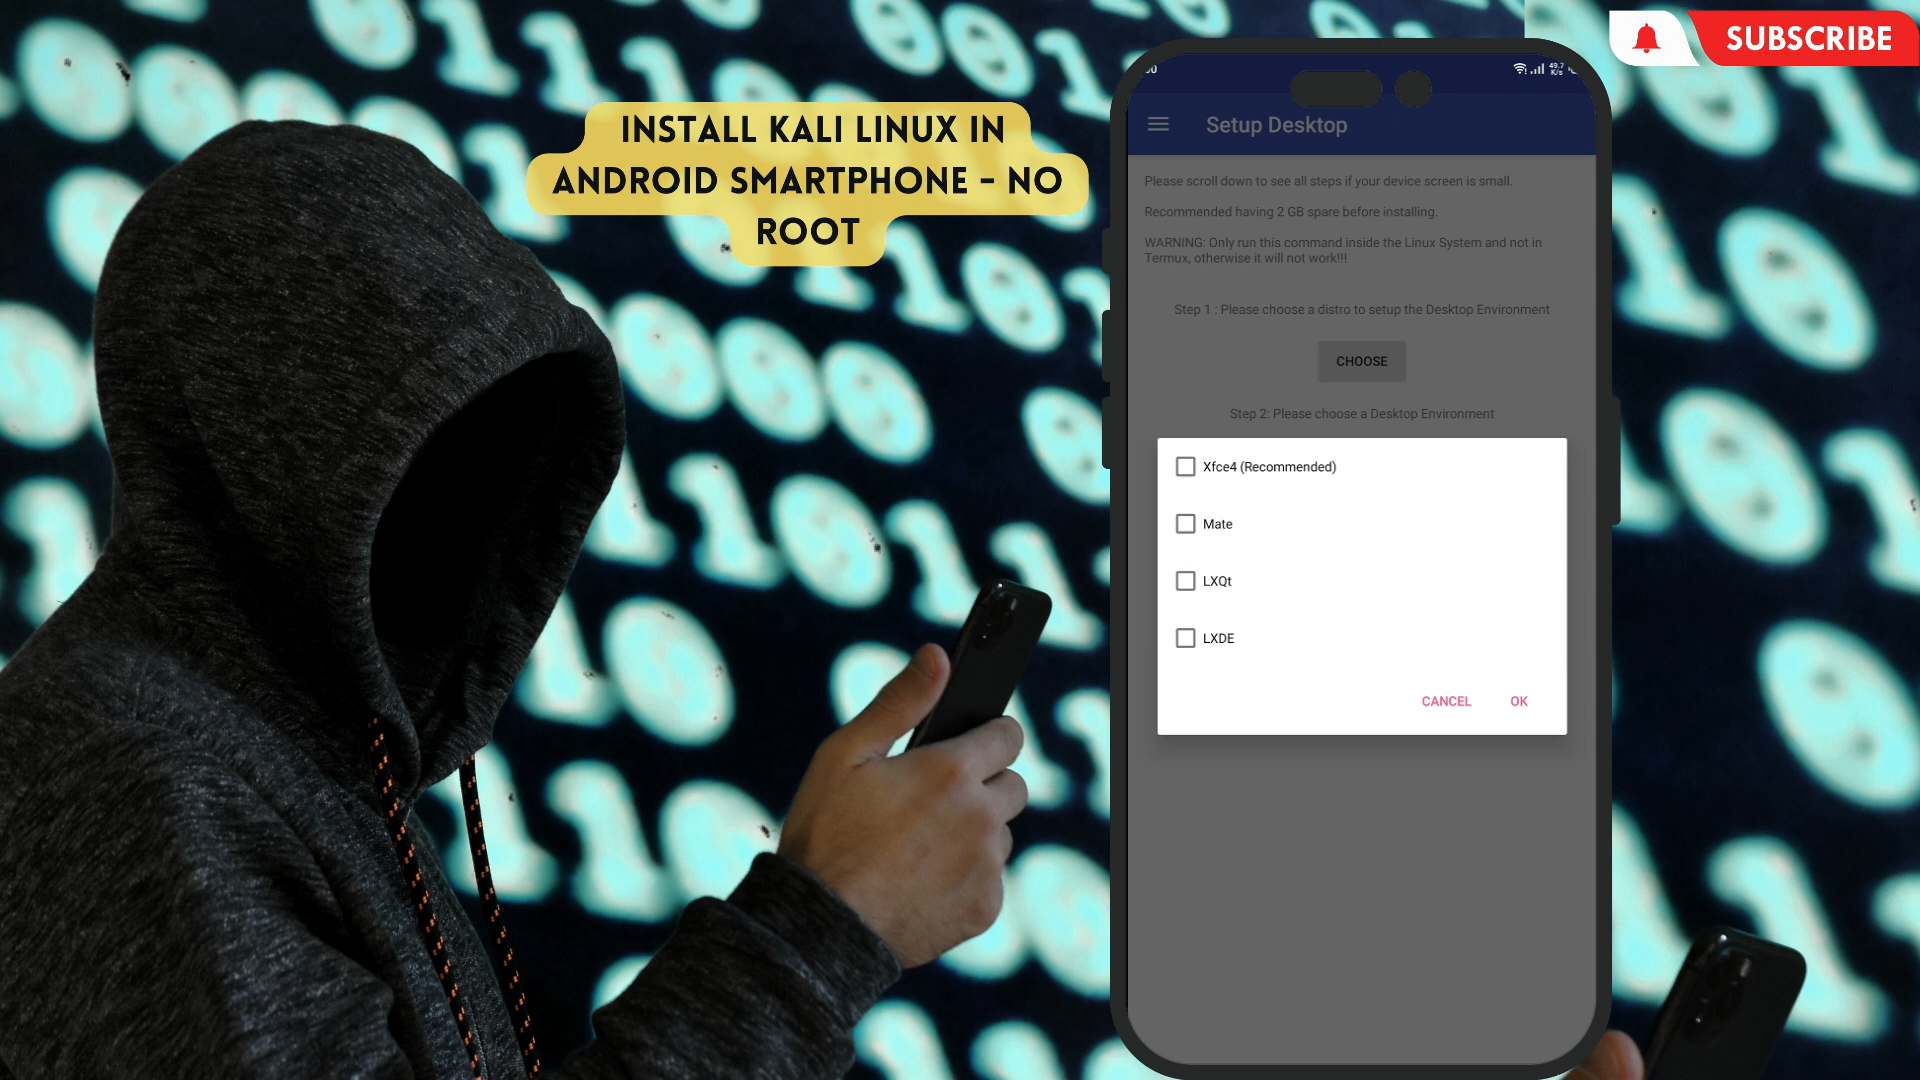 SUBSCRIBE
INSTALL KALI LINUX IN
ANDROID SMARTPHONE - NO
ROOT
49.7
K/s
Setup Desktop
Please scroll down to see all steps if your device screen is small.
Recommended having 2 GB spare before installing.
WARNING: Only run this command inside the Linux System and not in
Termux, otherwise it will not work!!!
Step 1 : Please choose a distro to setup the Desktop Environment
CHOOSE
Step 2: Please choose a Desktop Environment
Xfce4 (Recommended)
Mate
LXQt
LXDE
CANCEL OK